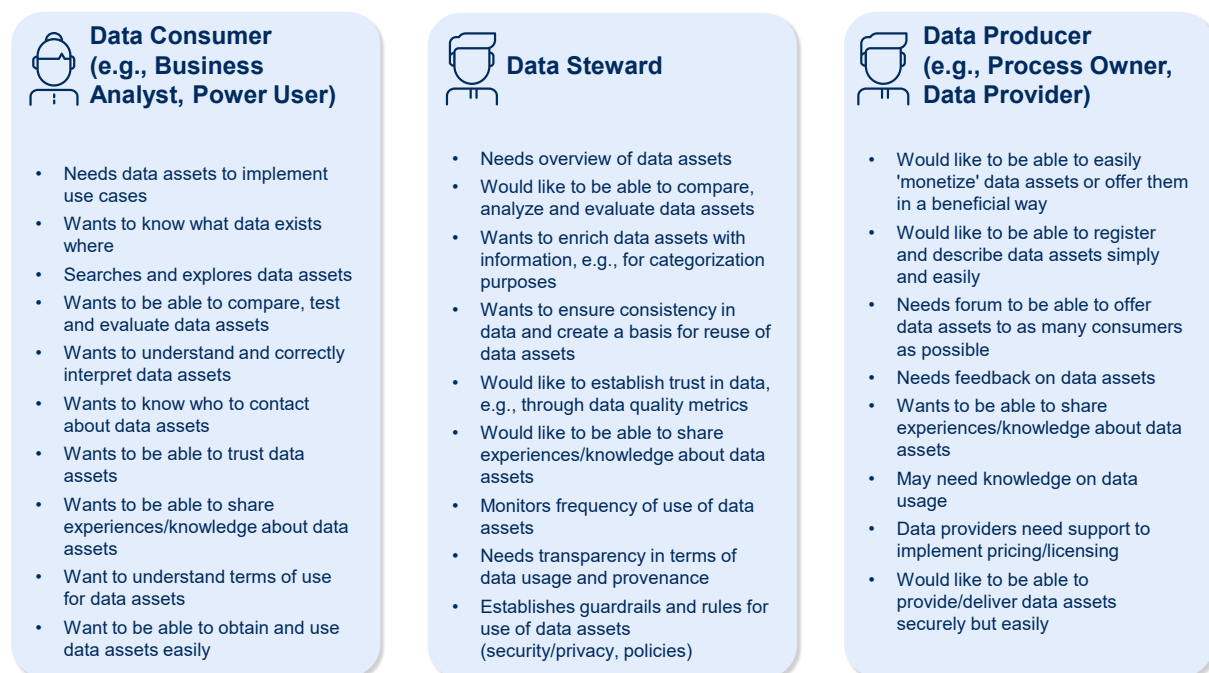 Data Consumer
(e.g., Business
Analyst, Power User)
• Needs data assets to implement
use cases
• Wants to know what data exists
where
• Searches and explores data assets
• Wants to be able to compare, test
and evaluate data assets
• Wants to understand and correctly
interpret data assets
• Wants to know who to contact
about data assets
• Wants to be able to trust data
assets
• Wants to be able to share
experiences/knowledge about data
assets
• Want to understand terms of use
for data assets
• Want to be able to obtain and use
data assets easily
Data Steward
• Needs overview of data assets
• Would like to be able to compare,
analyze and evaluate data assets
• Wants to enrich data assets with
information, e.g., for categorization
purposes
• Wants to ensure consistency in
data and create a basis for reuse of
data assets
• Would like to establish trust in data,
e.g., through data quality metrics
• Would like to be able to share
experiences/knowledge about data
assets
• Monitors frequency of use of data
assets
• Needs transparency in terms of
data usage and provenance
• Establishes guardrails and rules for
use of data assets
(security/privacy, policies)
Data Producer
(e.g., Process Owner,
Data Provider)
• Would like to be able to easily
'monetize' data assets or offer them
in a beneficial way
• Would like to be able to register
and describe data assets simply
and easily
• Needs forum to be able to offer
data assets to as many consumers
as possible
• Needs feedback on data assets
• Wants to be able to share
experiences/knowledge about data
assets
• May need knowledge on data
usage
• Data providers need support to
implement pricing/licensing
• Would like to be able to
provide/deliver data assets
securely but easily